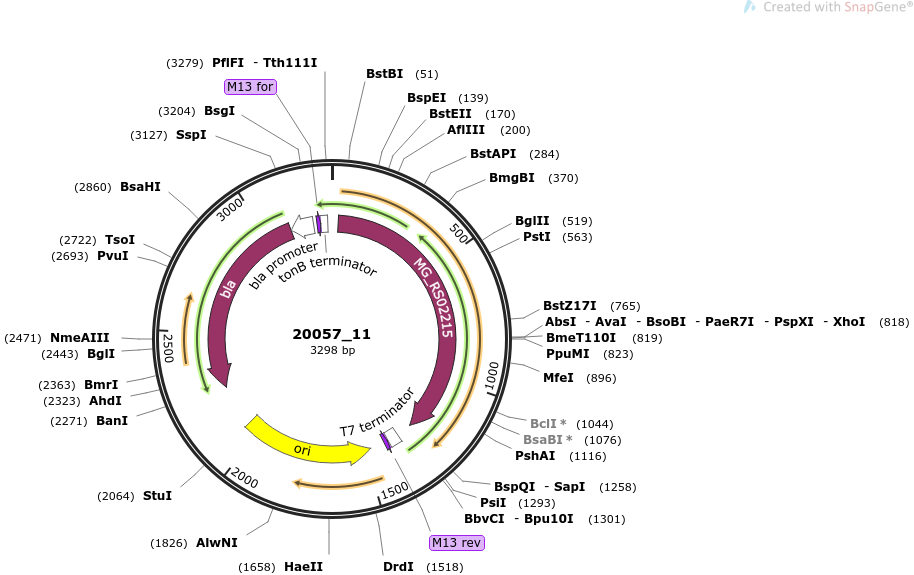 Created with SnapGene®
(3279) PflFI - Tth111I
M13 for
(3204) BsgI
(3127) SspI
(2860) BsaHI
(2722) TsoI
(2693) PvuI
(2471) NmeAIII
(2443) BglI
(2363) BmrI
(2323) AhdI
(2271) BanI
(2064) StuI
(1826) AlwNI
(1658) HaeII
BstBI (51)
BspEI (139)
BstEII (170)
AflIII (200)
BstAPI (284)
BmgBI (370)
BglII (519)
PstI (563)
BstZ17I (765)
AbsI - AvaI - BsoBI - PaeR7I - PspXI - XhoI (818)
BmeT110I (819)
PpuMI (823)
MfeI (896)
BclI * (1044)
BsaBI * (1076)
PshAI (1116)
BspQI - SapI (1258)
PsiI (1293)
BbvCI - Bpu10I (1301)
M13 rev
DrdI (1518)
500
1000
1500
2000
2500
3000
bla promoter
tonB terminator
MG_RS02215
bla
T7 terminator
ori
20057_11
3298 bp